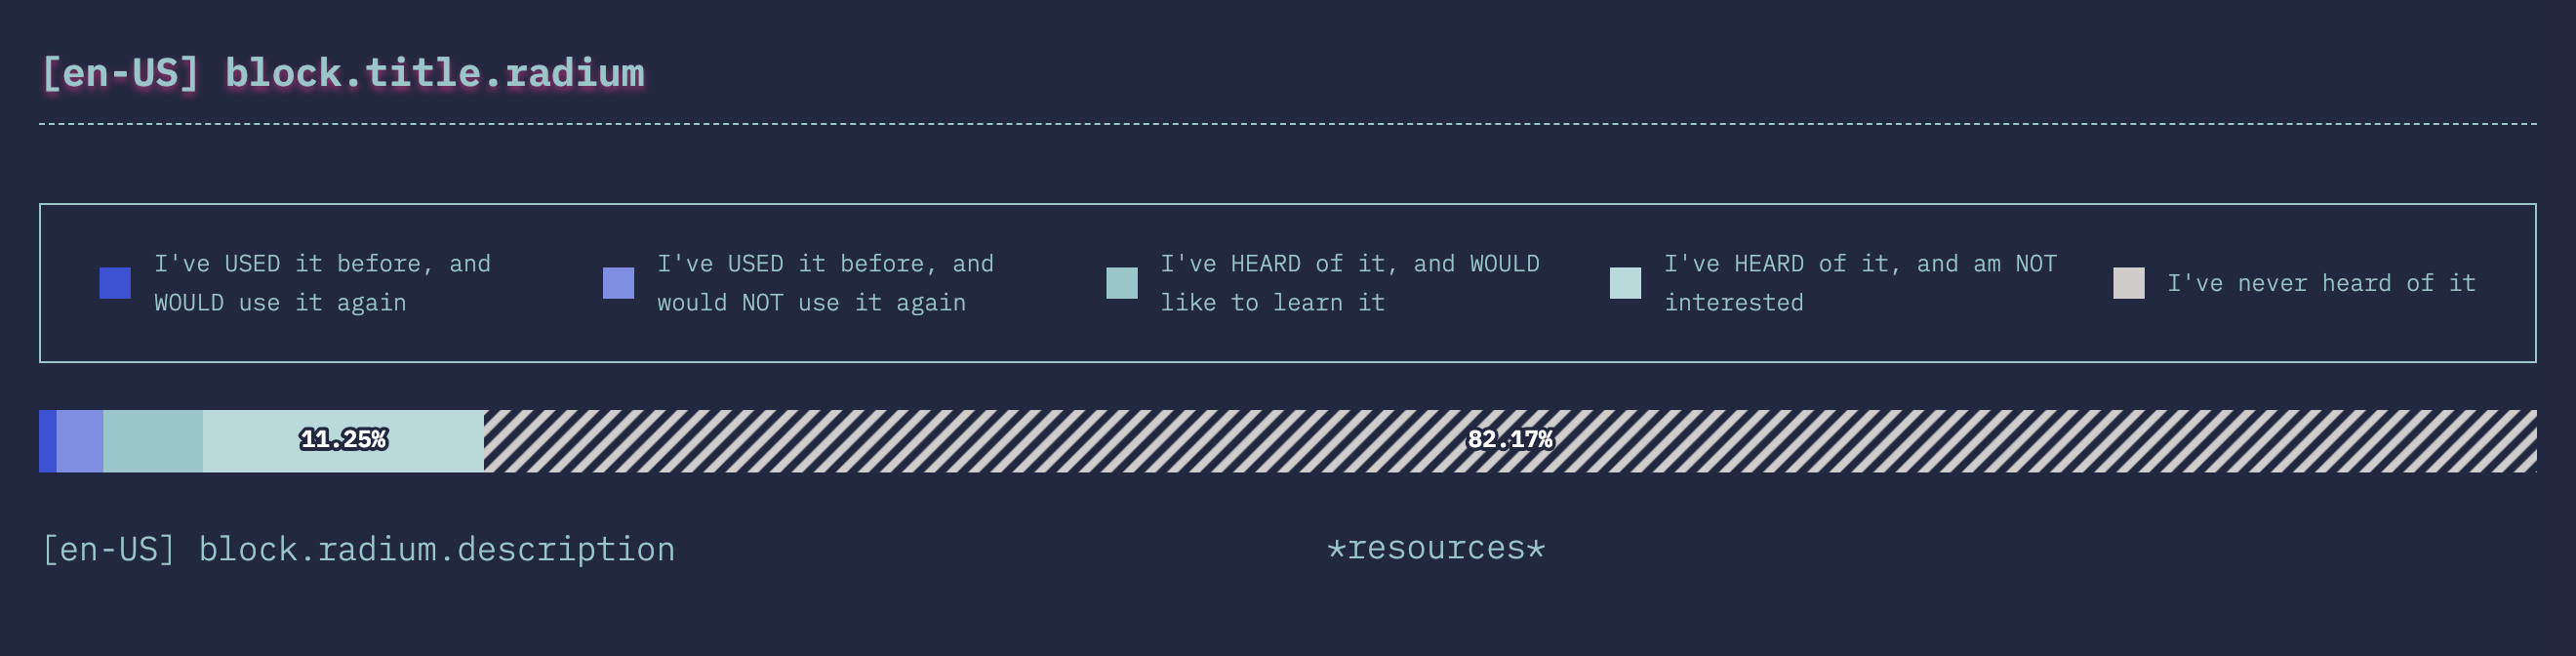 [en-US] block.title.radium
I've USED it before, and
WOULD use it again
I've USED it before, and
would NOT use it again
I've HEARD of it, and WOULD
like to learn it
I've HEARD of it, and am NOT
interested
I've never heard of it
11.25%
82.17%
[en-US] block.radium.description
*resources*